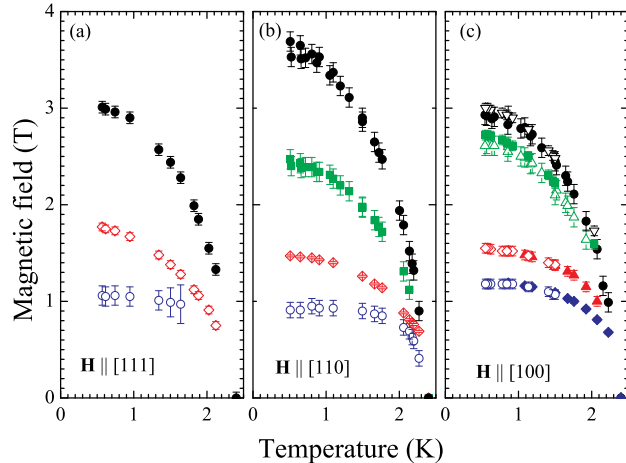 (a)
(b)
(c)
4
3
2
1
0
Magnetic field (T)
H || [111]
H || [110]
H || [100]
0
1
2
0
1
2
0
1
2
Temperature (K)